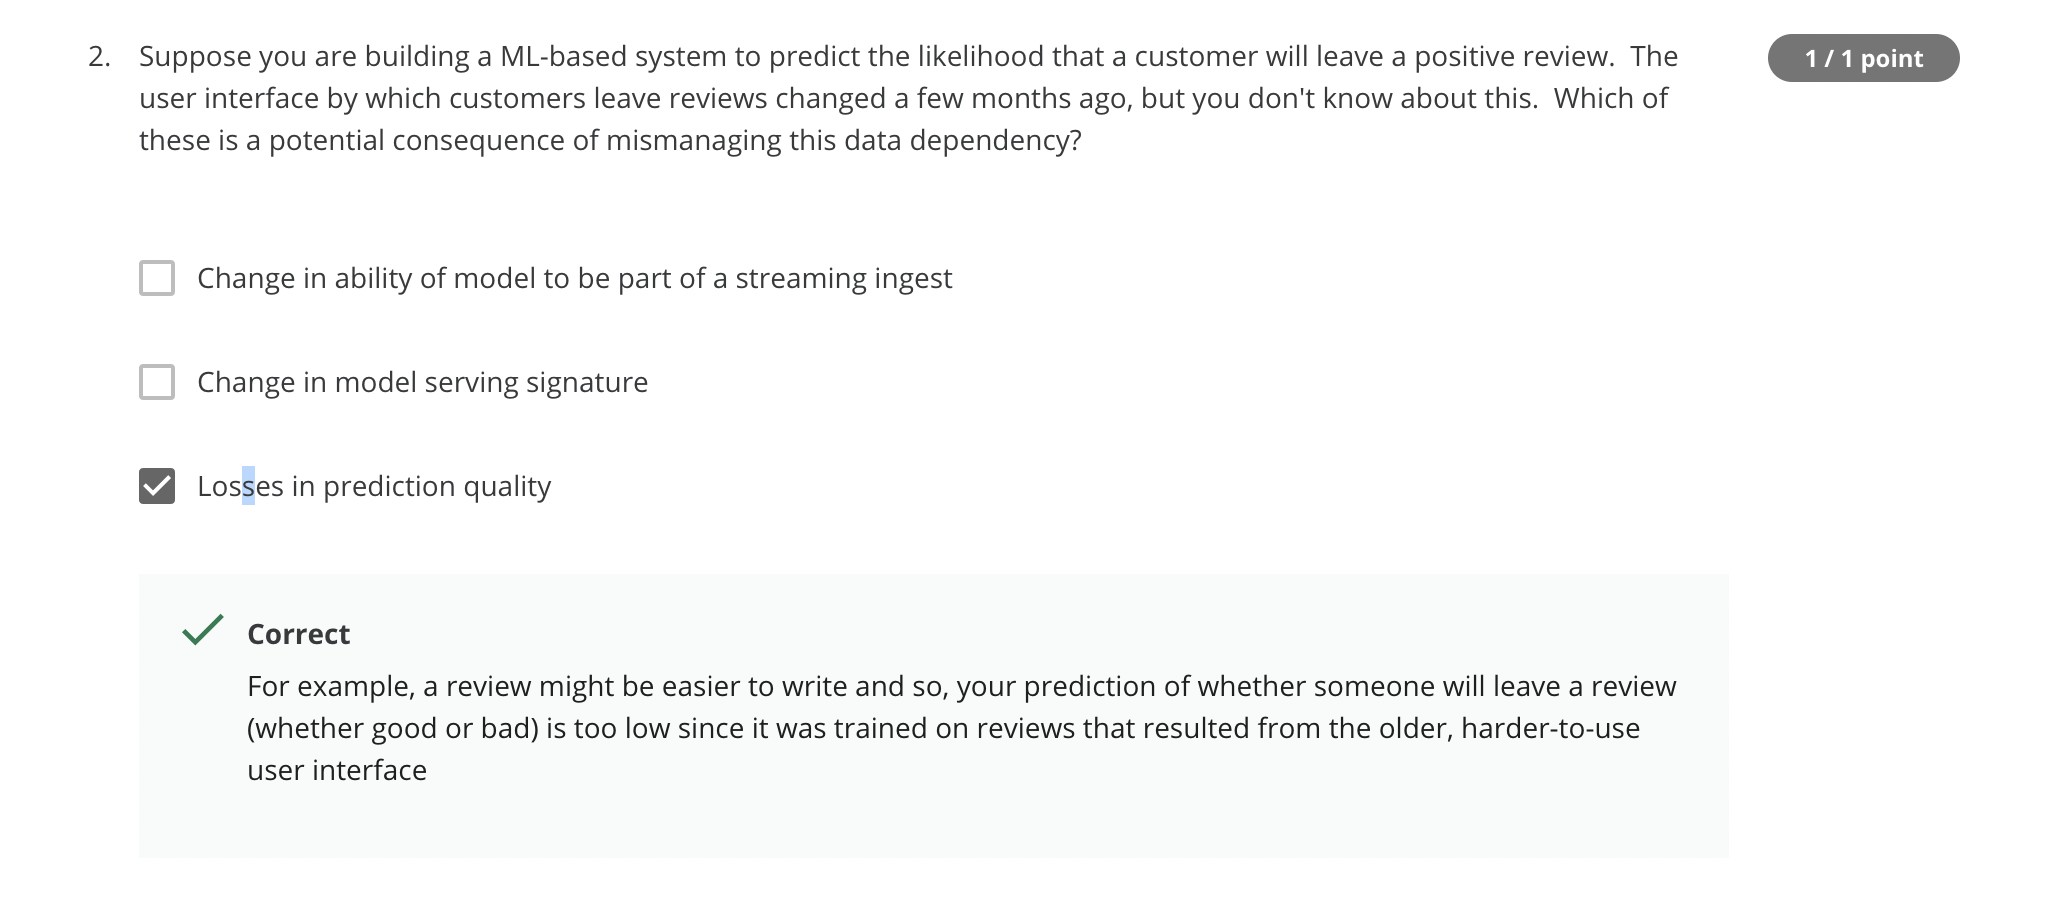 2. Suppose you are building a ML-based system to predict the likelihood that a customer will leave a positive review.  The
1 / 1 point
user interface by which customers leave reviews changed a few months ago, but you don't know about this.  Which of
these is a potential consequence of mismanaging this data dependency?
Change in ability of model to be part of a streaming ingest
Change in model serving signature
Losses in prediction quality
Correct
For example, a review might be easier to write and so, your prediction of whether someone will leave a review
(whether good or bad) is too low since it was trained on reviews that resulted from the older, harder-to-use
user interface